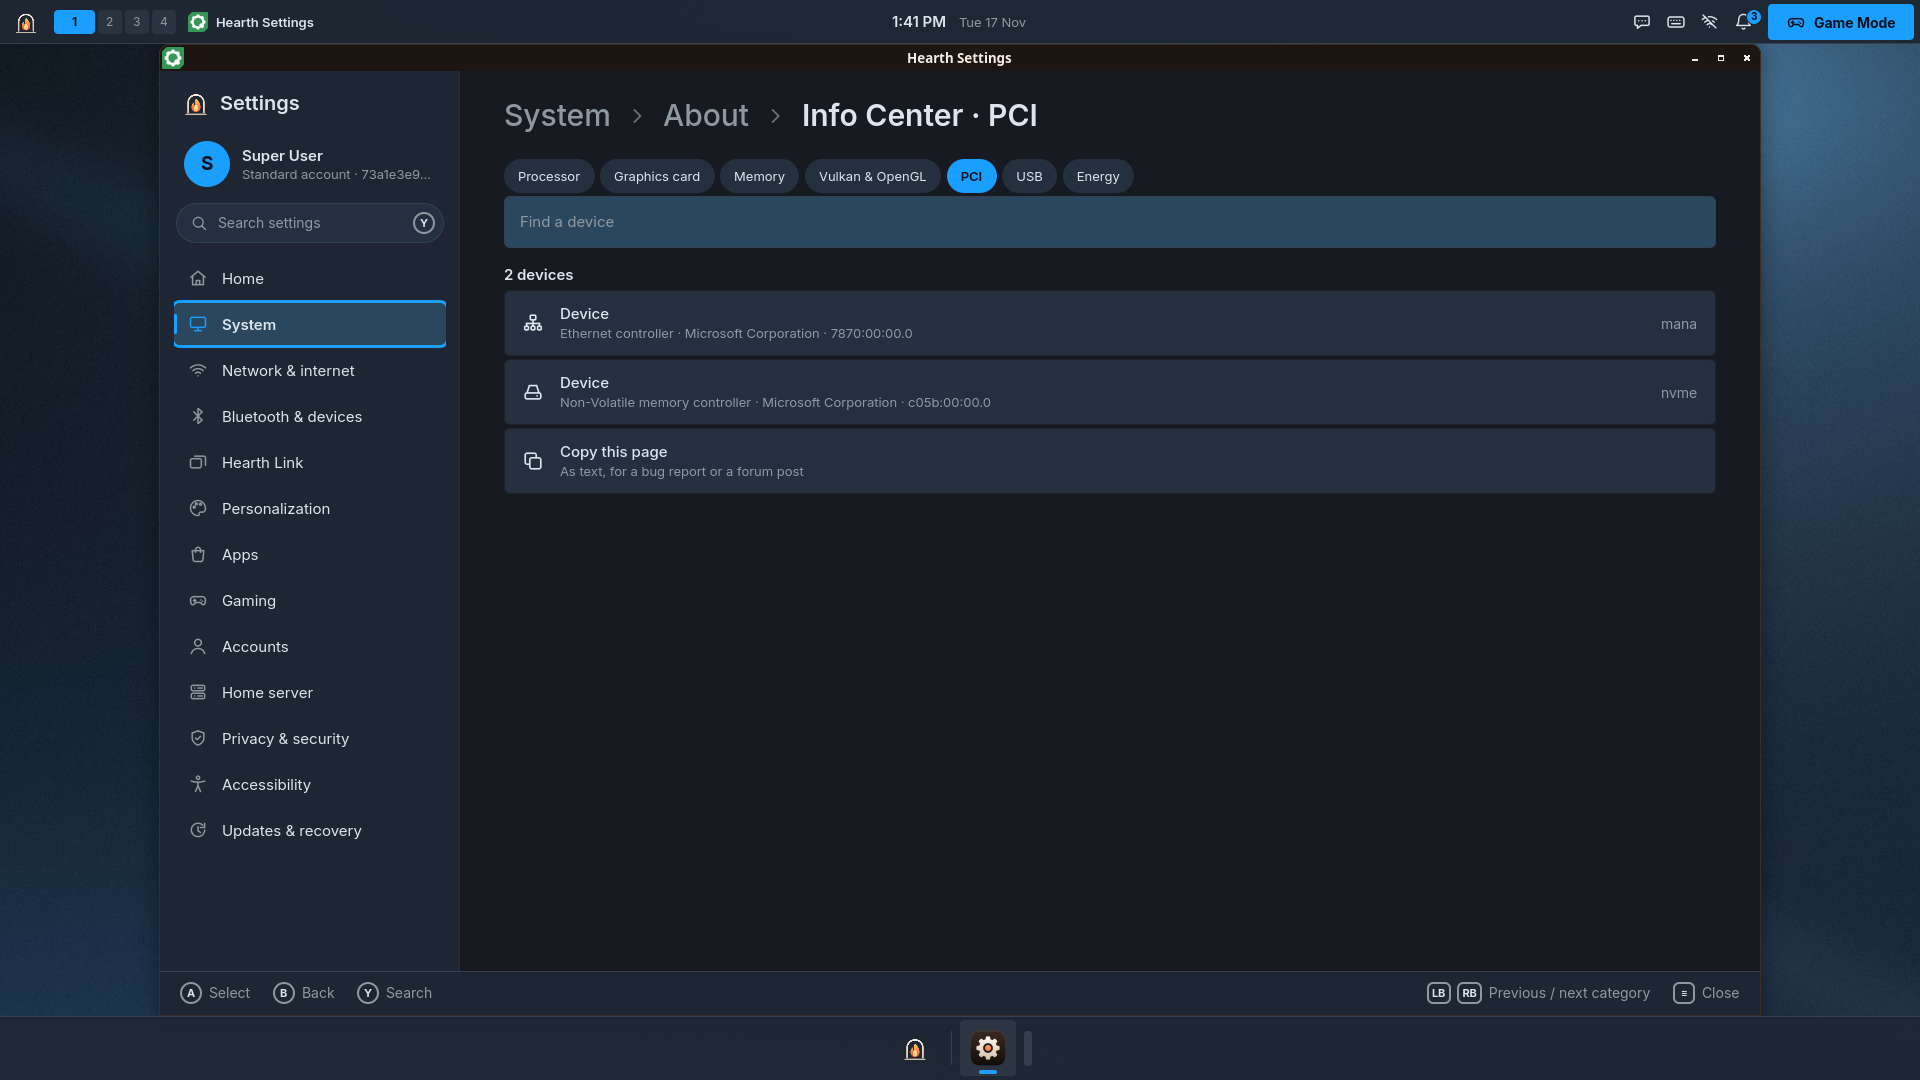 1 2 3 4 Hearth Settings
1:41 PM Tue 17 Nov
3
Game Mode
Hearth Settings
Settings
S
Super User
Standard account · 73a1e3e9...
Search settings Y
Home
System
Network & internet
Bluetooth & devices
Hearth Link
Personalization
Apps
Gaming
Accounts
Home server
Privacy & security
Accessibility
Updates & recovery
System > About > Info Center · PCI
Processor Graphics card Memory Vulkan & OpenGL PCI USB Energy
Find a device
2 devices
Device
Ethernet controller · Microsoft Corporation · 7870:00:00.0
mana
Device
Non-Volatile memory controller · Microsoft Corporation · c05b:00:00.0
nvme
Copy this page
As text, for a bug report or a forum post
A Select B Back Y Search
LB RB Previous / next category ≡ Close